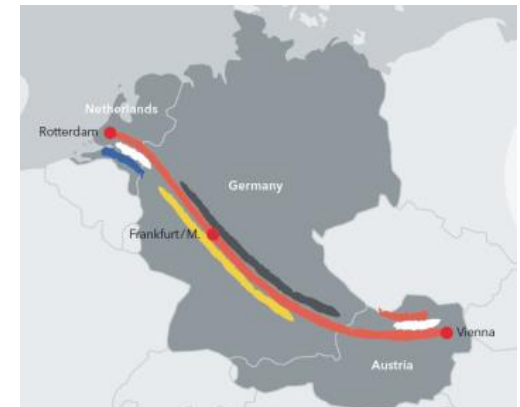 Netherlands
Rotterdam
Germany
Frankfurt/M.
Vienna
Austria